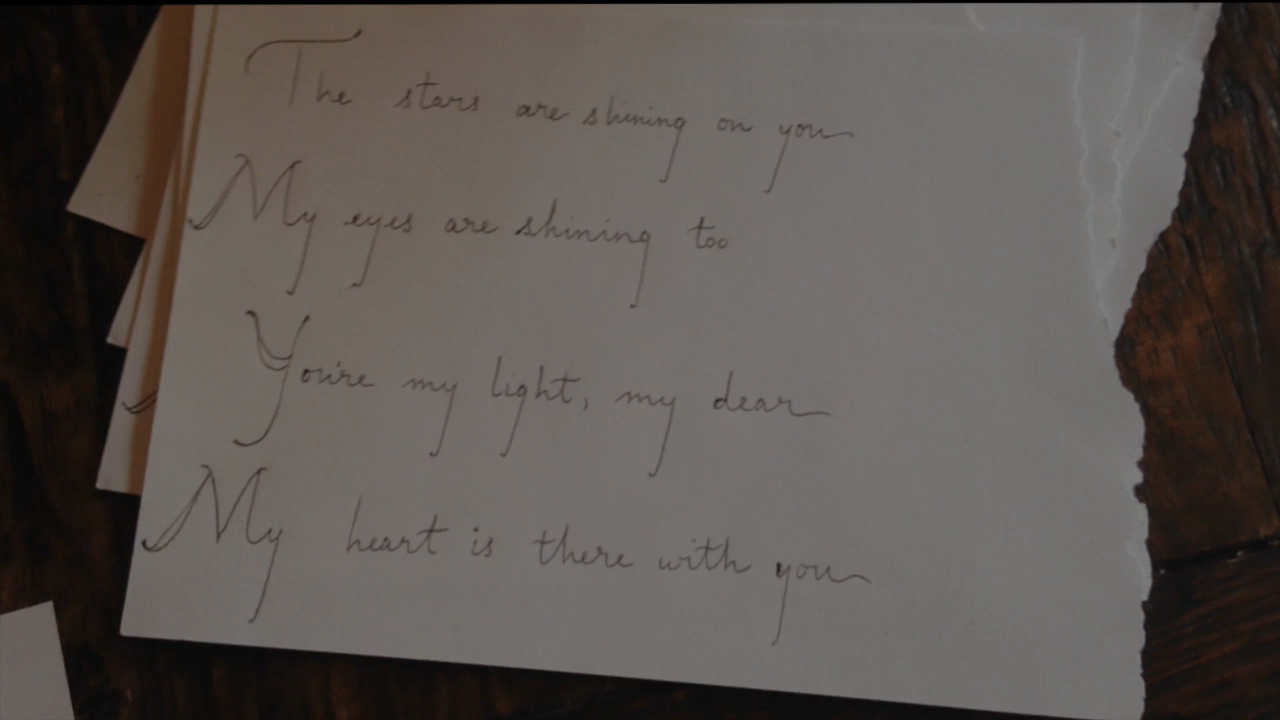 The stars are shining on you
My eyes are shining too
You're my light, my dear
My heart is there with you